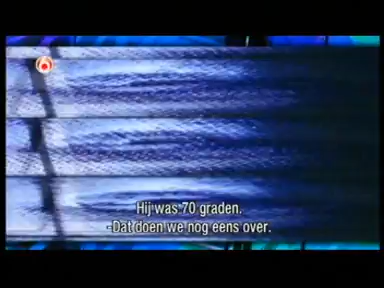 Hij was 70 graden.
-Dat doen we nog eens over.